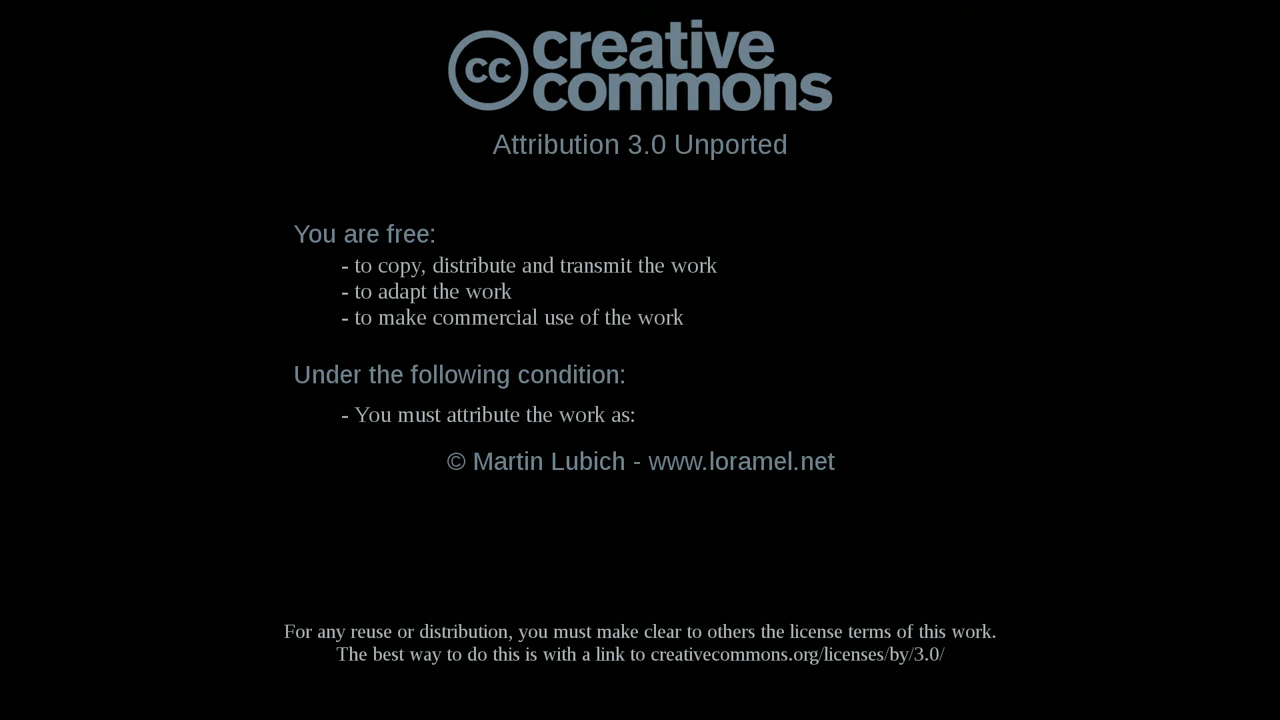 cc creative
commons
Attribution 3.0 Unported
You are free:
- to copy, distribute and transmit the work
- to adapt the work
- to make commercial use of the work
Under the following condition:
- You must attribute the work as:
© Martin Lubich - www.loramel.net
For any reuse or distribution, you must make clear to others the license terms of this work.
The best way to do this is with a link to creativecommons.org/licenses/by/3.0/